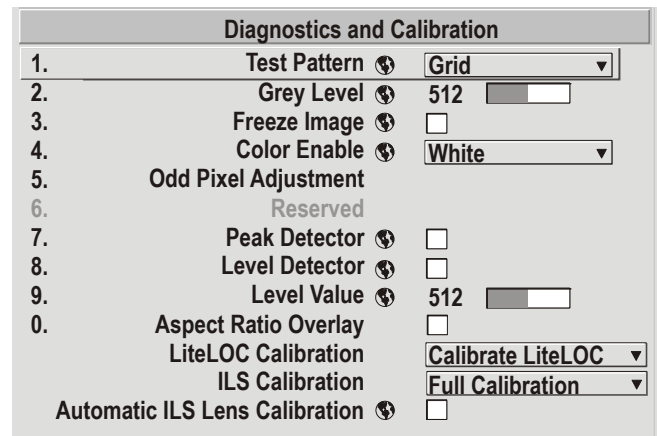 Diagnostics and Calibration
1. Test Pattern Grid
2. Grey Level 512
3. Freeze Image
4. Color Enable White
5. Odd Pixel Adjustment
6. Reserved
7. Peak Detector
8. Level Detector
9. Level Value 512
0. Aspect Ratio Overlay
LiteLOC Calibration Calibrate LiteLOC
ILS Calibration Full Calibration
Automatic ILS Lens Calibration